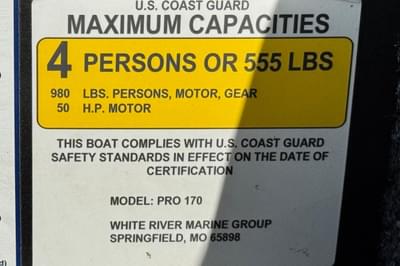 U.S. COAST GUARD
MAXIMUM CAPACITIES
4 PERSONS OR 555 LBS
980 LBS. PERSONS, MOTOR, GEAR
50 H.P. MOTOR
THIS BOAT COMPLIES WITH U.S. COAST GUARD
SAFETY STANDARDS IN EFFECT ON THE DATE OF
CERTIFICATION
MODEL: PRO 170
WHITE RIVER MARINE GROUP
SPRINGFIELD, MO 65898